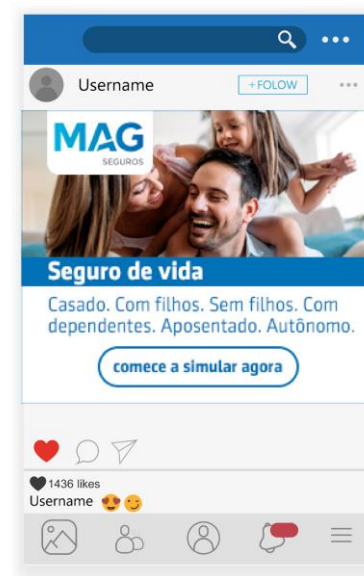 Username
+FOLOW
MAG
SEGUROS
Seguro de vida
Casado. Com filhos. Sem filhos. Com
dependentes. Aposentado. Autônomo.
comece a simular agora
1436 likes
Username